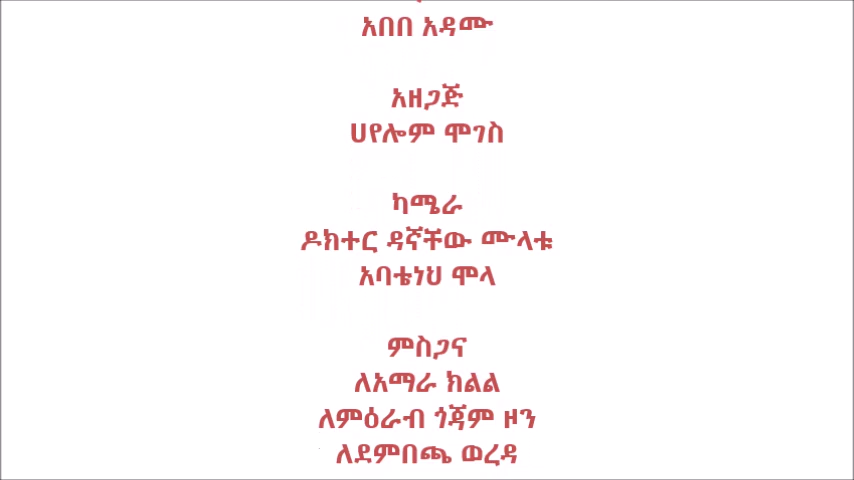 አበበ አዳሙ
አዘጋጅ
ሀየሎም ሞገስ
ካሜራ
ዶክተር ዳኛቸው ሙላቱ
አባቴነህ ሞላ
ምስጋና
ለአማራ ክልል
ለምዕራብ ጎጃም ዞን
ለደምበጫ ወረዳ